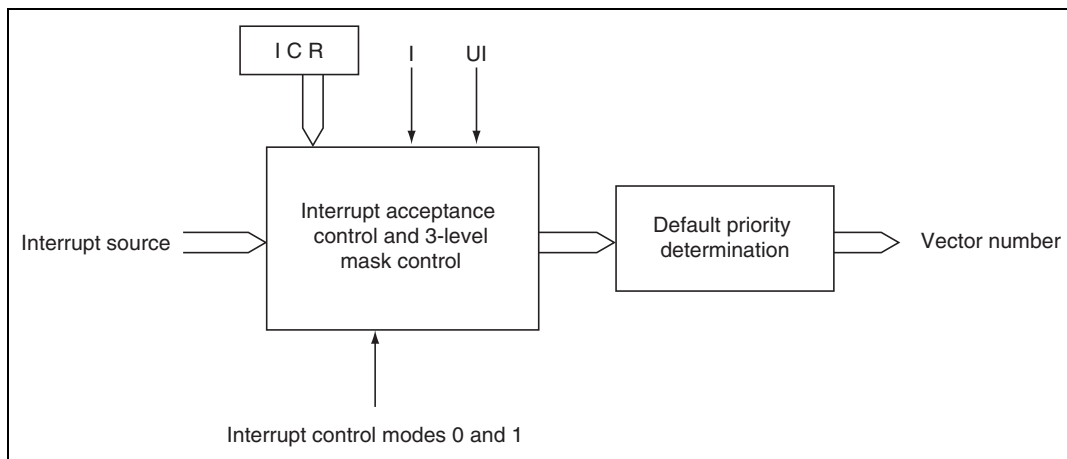 I C R
I
UI
Interrupt source
Interrupt acceptance
control and 3-level
mask control
Default priority
determination
Vector number
Interrupt control modes 0 and 1